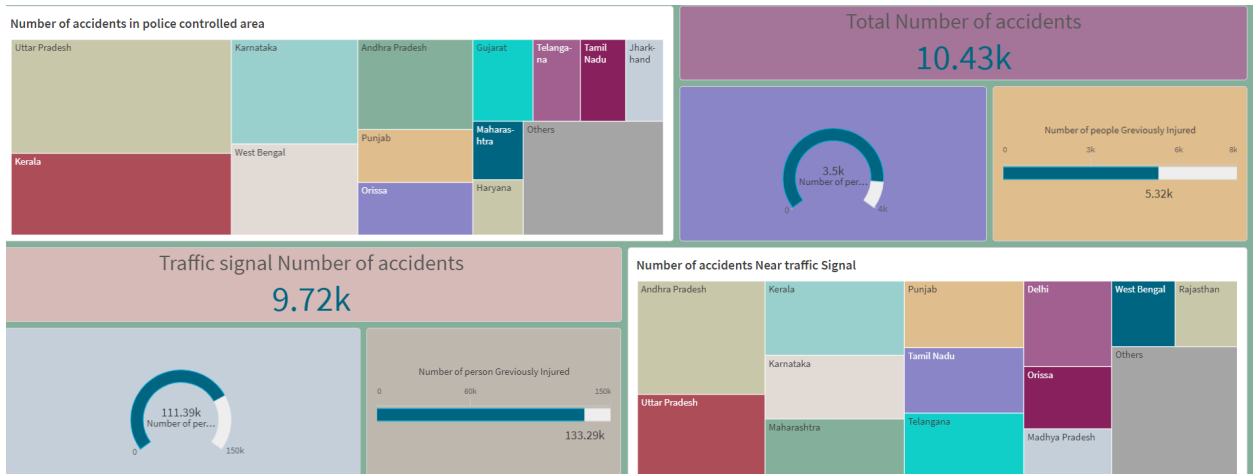 Number of accidents in police controlled area
Uttar Pradesh
Karnataka
Andhra Pradesh
Gujarat
Telanga-
na
Tamil
Nadu
Jhark-
hand
Kerala
West Bengal
Punjab
Orissa
Maharas-
htra
Others
Haryana
Total Number of accidents
10.43k
3.5k
Number of per...
0
4k
Number of people Greviously Injured
0
3k
6k
8k
5.32k
Traffic signal Number of accidents
9.72k
111.39k
Number of per...
0
150k
Number of person Greviously Injured
0
60k
150k
133.29k
Number of accidents Near traffic Signal
Andhra Pradesh
Kerala
Punjab
Delhi
West Bengal
Rajasthan
Uttar Pradesh
Karnataka
Tamil Nadu
Others
Orissa
Maharashtra
Telangana
Madhya Pradesh